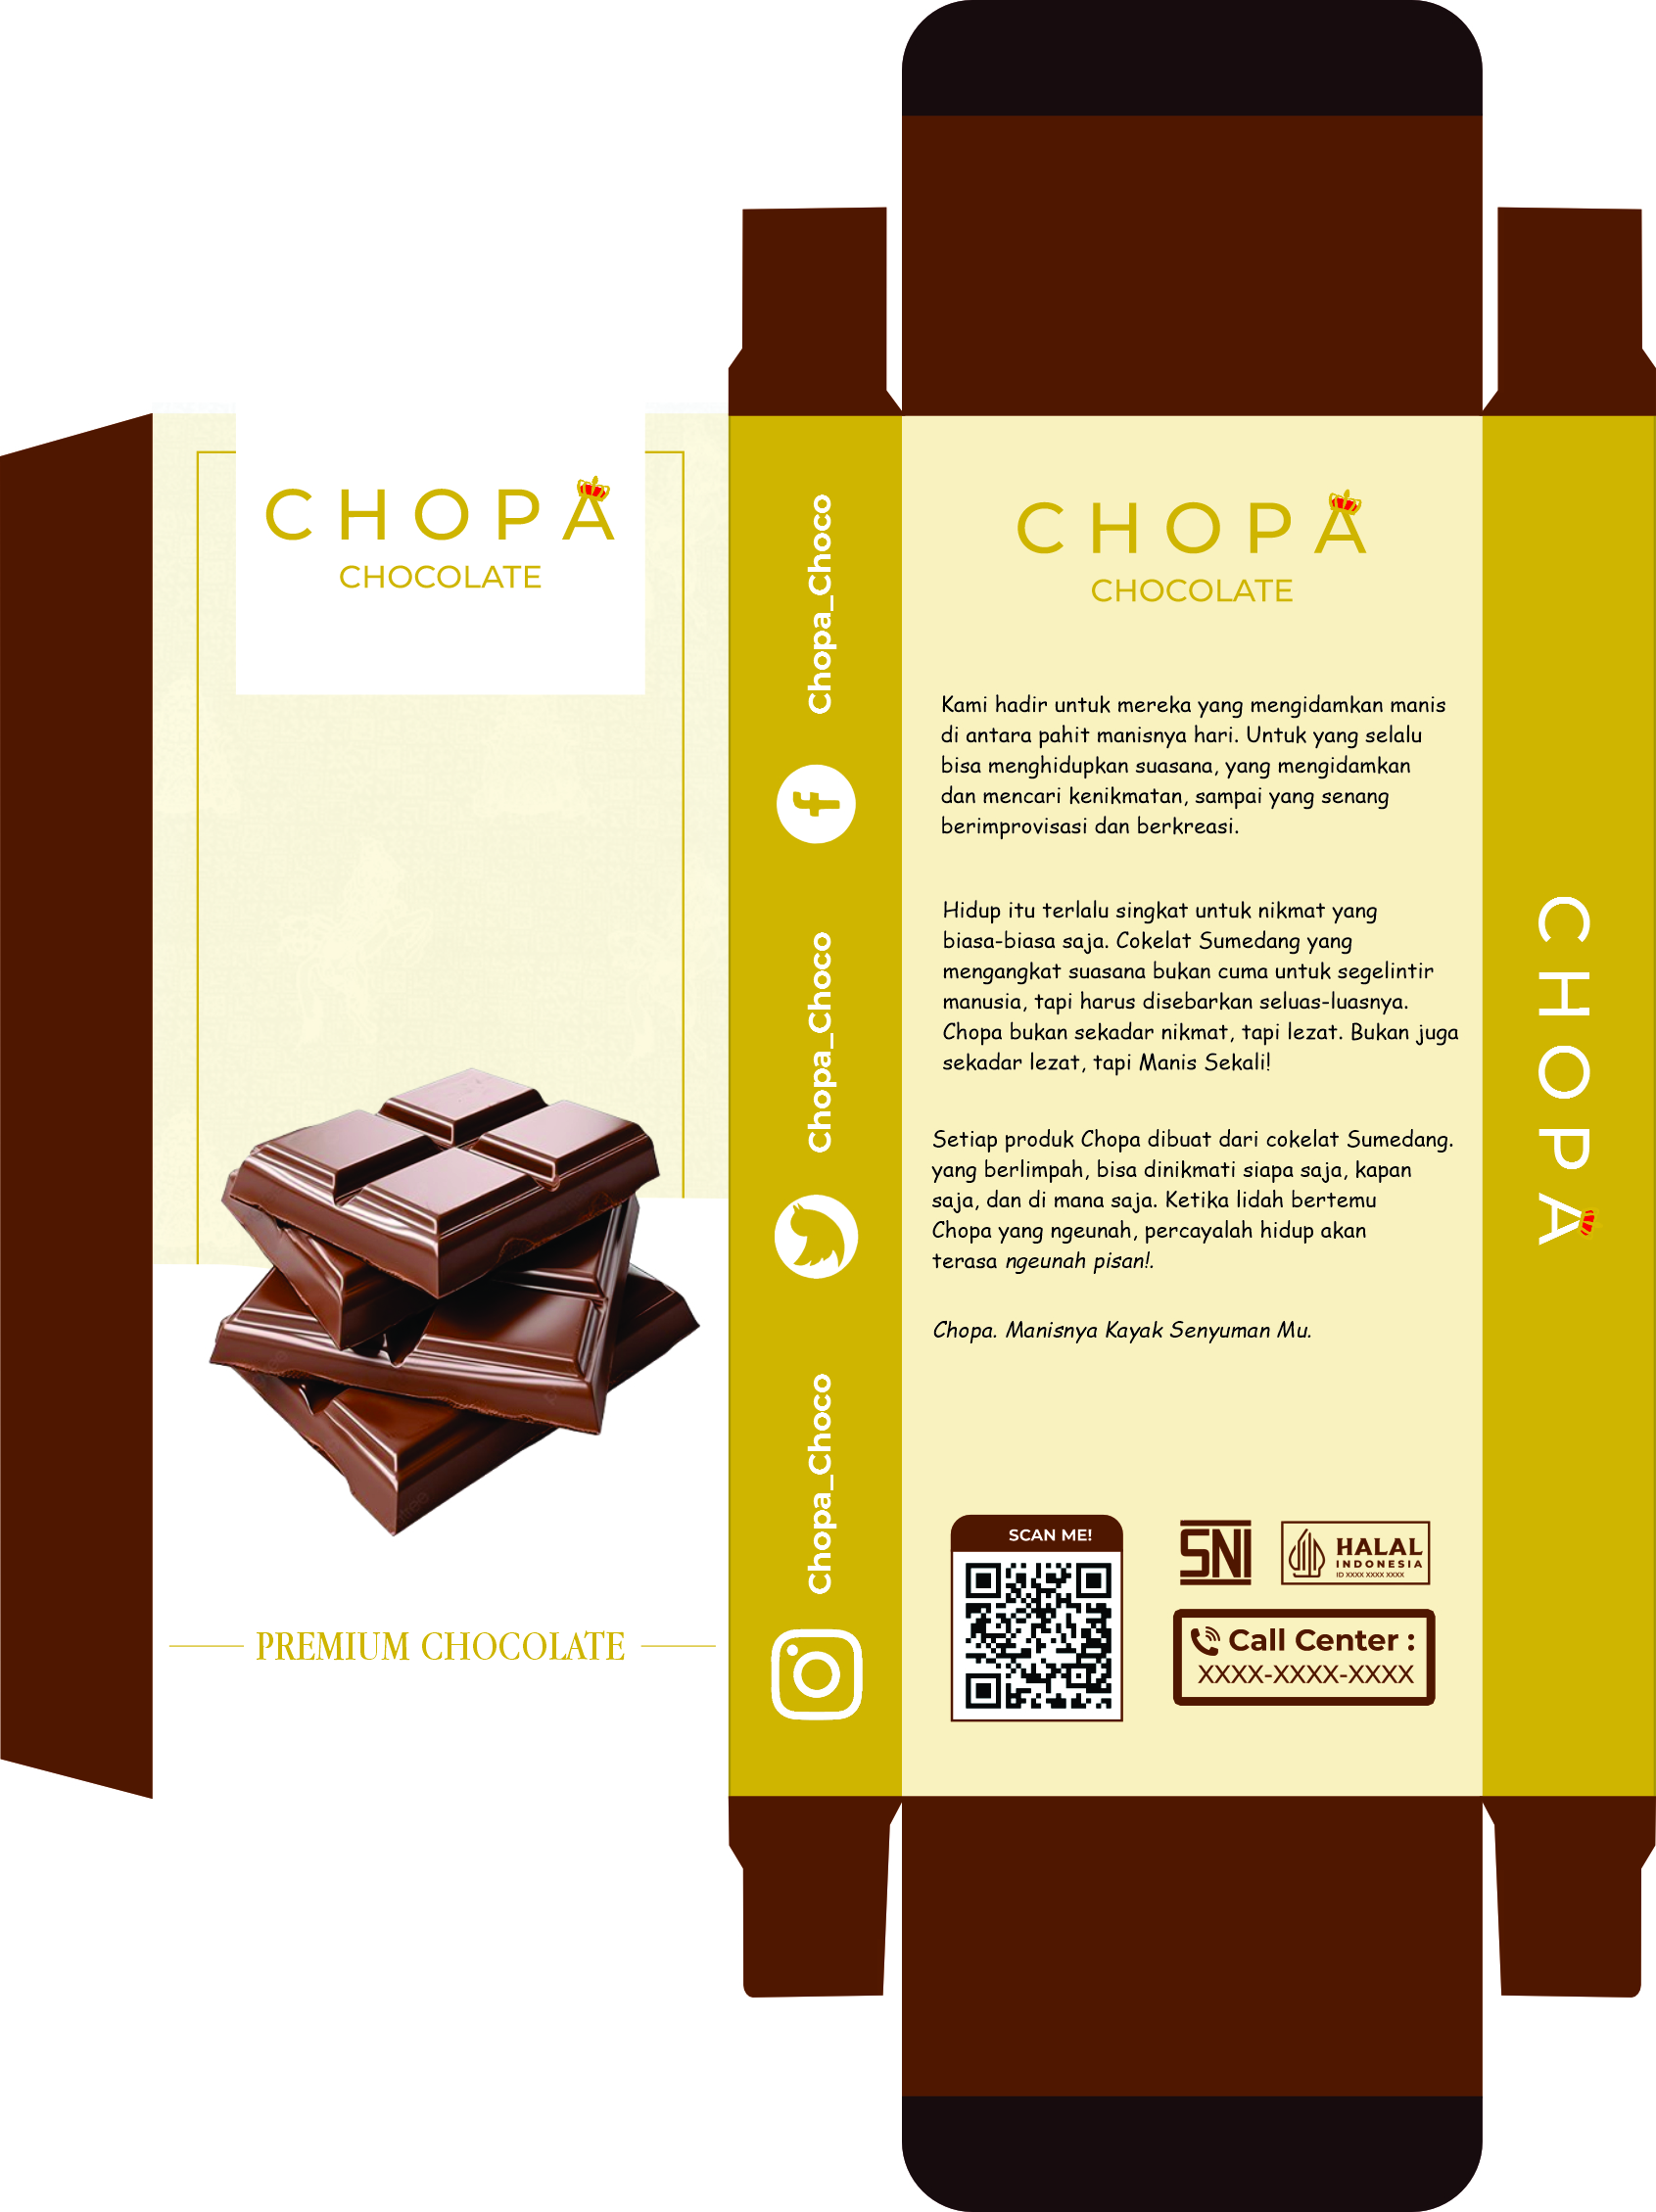 CHOPA
CHOCOLATE
PREMIUM CHOCOLATE
Chopa_Choco
Chopa_Choco
Chopa_Choco
CHOPA
CHOCOLATE
Kami hadir untuk mereka yang mengidamkan manis
di antara pahit manisnya hari. Untuk yang selalu
bisa menghidupkan suasana, yang mengidamkan
dan mencari kenikmatan, sampai yang senang
berimprovisasi dan berkreasi.
Hidup itu terlalu singkat untuk nikmat yang
biasa-biasa saja. Cokelat Sumedang yang
mengangkat suasana bukan cuma untuk segelintir
manusia, tapi harus disebarkan seluas-luasnya.
Chopa bukan sekadar nikmat, tapi lezat. Bukan juga
sekadar lezat, tapi Manis Sekali!
Setiap produk Chopa dibuat dari cokelat Sumedang.
yang berlimpah, bisa dinikmati siapa saja, kapan
saja, dan di mana saja. Ketika lidah bertemu
Chopa yang ngeunah, percayalah hidup akan
terasa ngeunah pisan!.
Chopa. Manisnya Kayak Senyuman Mu.
SCAN ME!
SNI
HALAL
INDONESIA
ID XXXX XXXX XXXX
Call Center :
XXXX-XXXX-XXXX
CHOPA